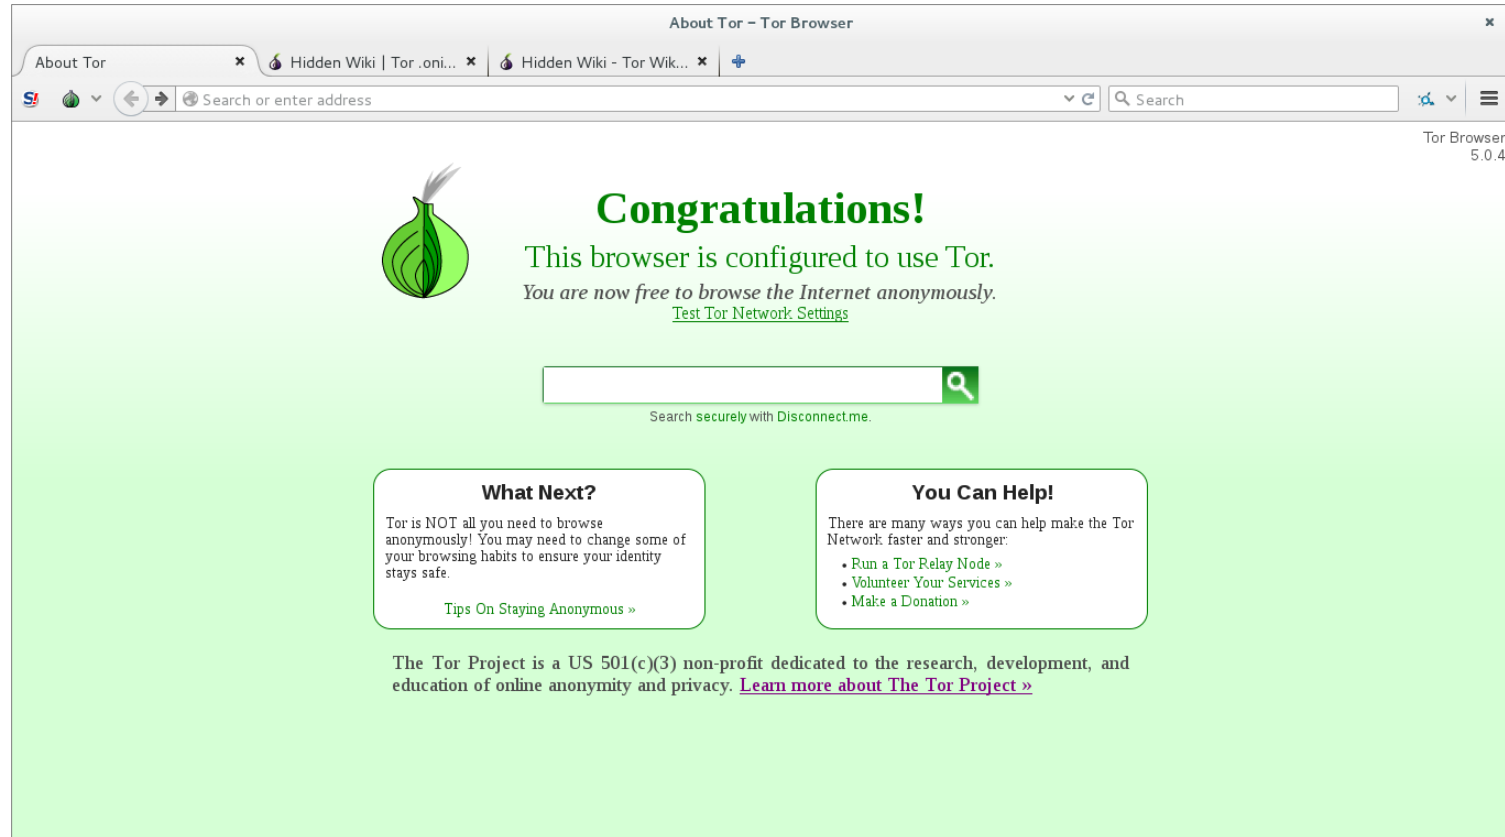 About Tor – Tor Browser
About Tor
Hidden Wiki | Tor .oni...
Hidden Wiki - Tor Wik...
S!
Search or enter address
Search
Tor Browser
5.0.4
Congratulations!
This browser is configured to use Tor.
You are now free to browse the Internet anonymously.
Test Tor Network Settings
Search securely with Disconnect.me.
What Next?
Tor is NOT all you need to browse
anonymously! You may need to change some of
your browsing habits to ensure your identity
stays safe.
Tips On Staying Anonymous »
You Can Help!
There are many ways you can help make the Tor
Network faster and stronger:
• Run a Tor Relay Node »
• Volunteer Your Services »
• Make a Donation »
The Tor Project is a US 501(c)(3) non-profit dedicated to the research, development, and
education of online anonymity and privacy. Learn more about The Tor Project »